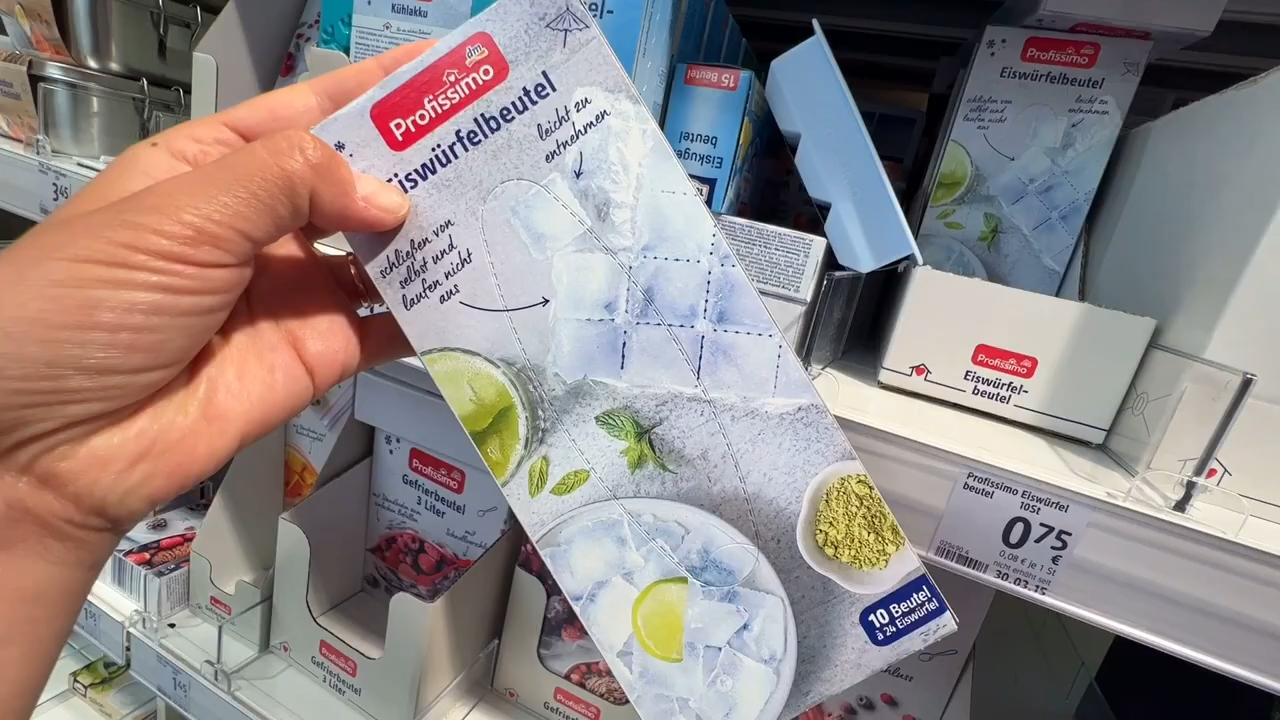 Kühlakku
Profissimo
dm
Eiswürfelbeutel
leicht zu
entnehmen
schließen von
selbst und
laufen nicht
aus
10 Beutel
à 24 Eiswürfel
15 Beutel
Eiskugel-
beutel
Profissimo
Eiswürfelbeutel
schließen von
selbst und
laufen nicht
aus
leicht zu
entnehmen
Profissimo
Eiswürfel-
beutel
Profissimo Eiswürfel
beutel 10St
0 75
€
0,08 € je 1 St
nicht erhöht seit
30.03.15
029490 4
3 45
Profissimo
Gefrierbeutel
3 Liter
Profissimo
Gefrierbeutel
3 Liter
Profissimo
1 45